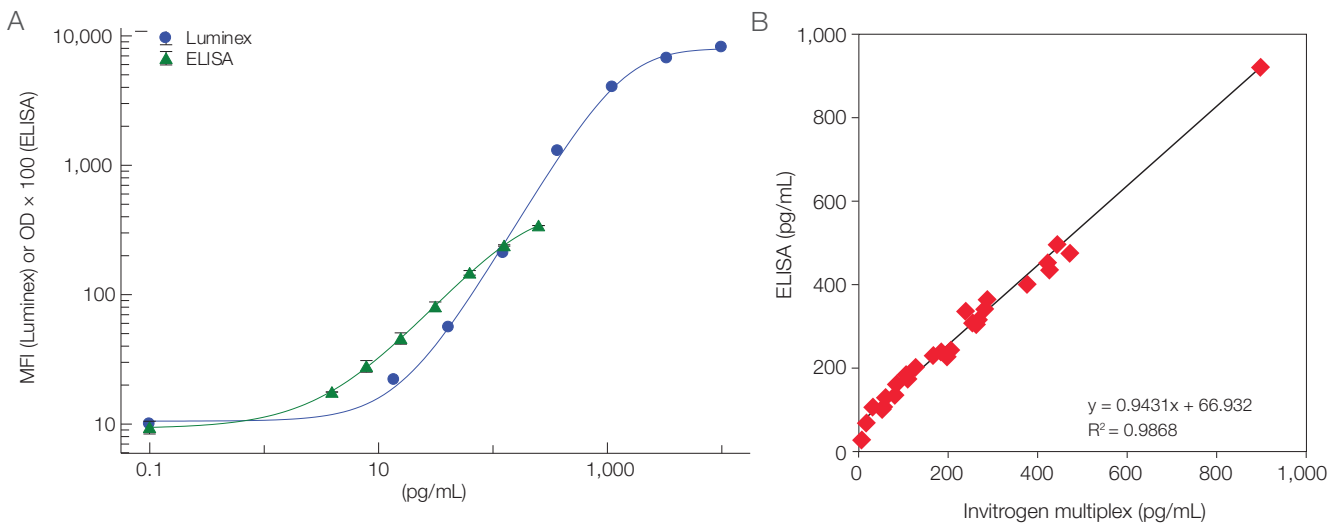 A
Luminex
ELISA
10,000
1,000
100
10
MFI (Luminex) or OD × 100 (ELISA)
0.1
10
1,000
(pg/mL)
B
1,000
800
600
400
200
0
ELISA (pg/mL)
y = 0.9431x + 66.932
R² = 0.9868
0
200
400
600
800
1,000
Invitrogen multiplex (pg/mL)